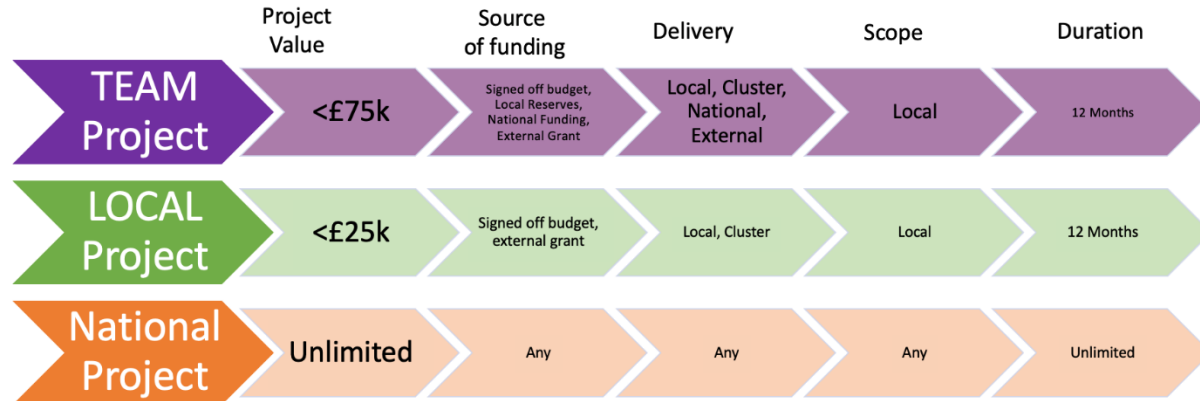 Project
Value
Source
of funding
Delivery
Scope
Duration
TEAM
Project
<£75k
Signed off budget,
Local Reserves,
National Funding,
External Grant
Local, Cluster,
National,
External
Local
12 Months
LOCAL
Project
<£25k
Signed off budget,
external grant
Local, Cluster
Local
12 Months
National
Project
Unlimited
Any
Any
Any
Unlimited